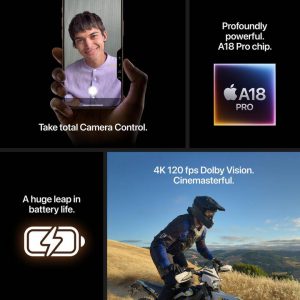 Take total Camera Control.
Profoundly
powerful.
A18 Pro chip.
A18
PRO
A huge leap in
battery life.
4K 120 fps Dolby Vision.
Cinemasterful.